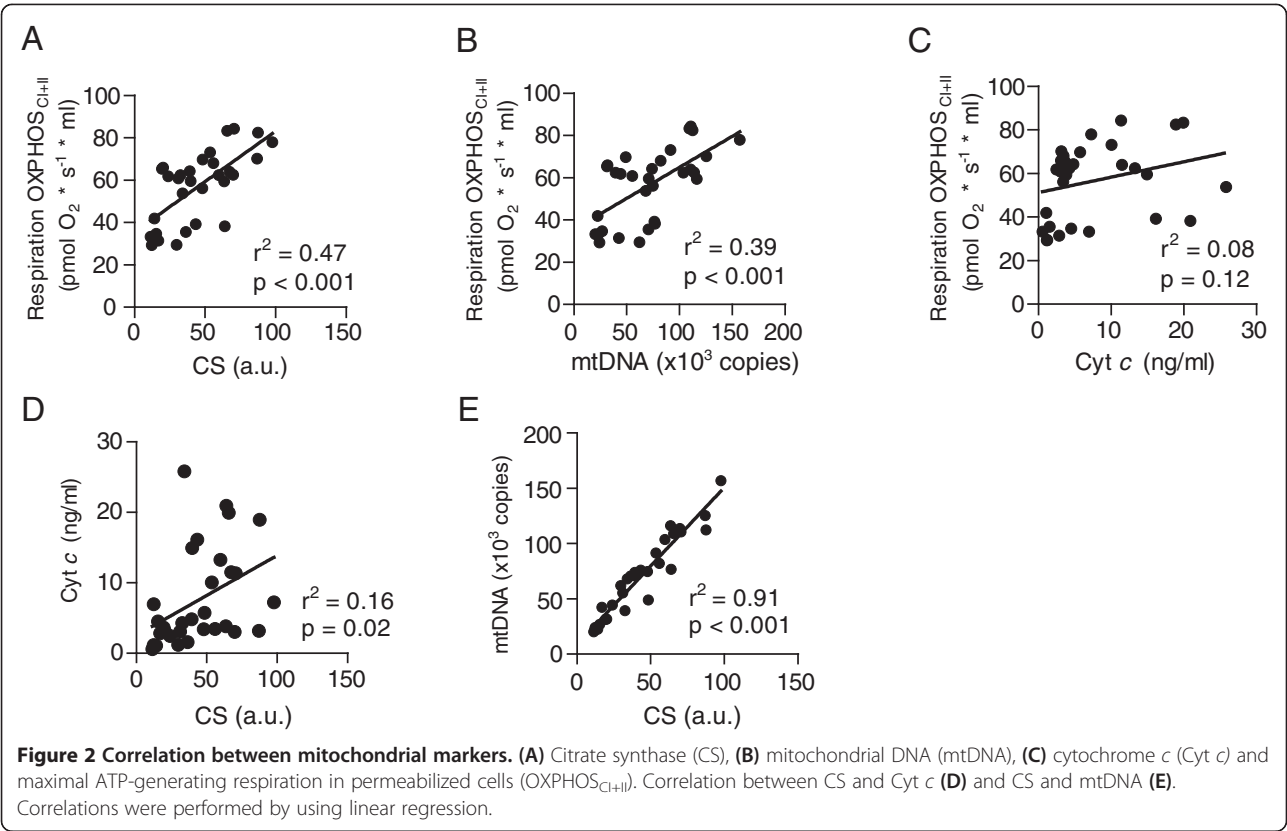 A
Respiration OXPHOS_CI+II
(pmol O₂ * s⁻¹ * ml)
100
80
60
40
20
0
0 50 100 150
CS (a.u.)
r² = 0.47
p < 0.001
B
Respiration OXPHOS_CI+II
(pmol O₂ * s⁻¹ * ml)
100
80
60
40
20
0
0 50 100 150 200
mtDNA (x10³ copies)
r² = 0.39
p < 0.001
C
Respiration OXPHOS_CI+II
(pmol O₂ * s⁻¹ * ml)
100
80
60
40
20
0
0 10 20 30
Cyt c (ng/ml)
r² = 0.08
p = 0.12
D
Cyt c (ng/ml)
30
20
10
0
0 50 100 150
CS (a.u.)
r² = 0.16
p = 0.02
E
mtDNA (x10³ copies)
200
150
100
50
0
0 50 100 150
CS (a.u.)
r² = 0.91
p < 0.001
Figure 2 Correlation between mitochondrial markers. (A) Citrate synthase (CS), (B) mitochondrial DNA (mtDNA), (C) cytochrome c (Cyt c) and
maximal ATP-generating respiration in permeabilized cells (OXPHOS_CI+II). Correlation between CS and Cyt c (D) and CS and mtDNA (E).
Correlations were performed by using linear regression.